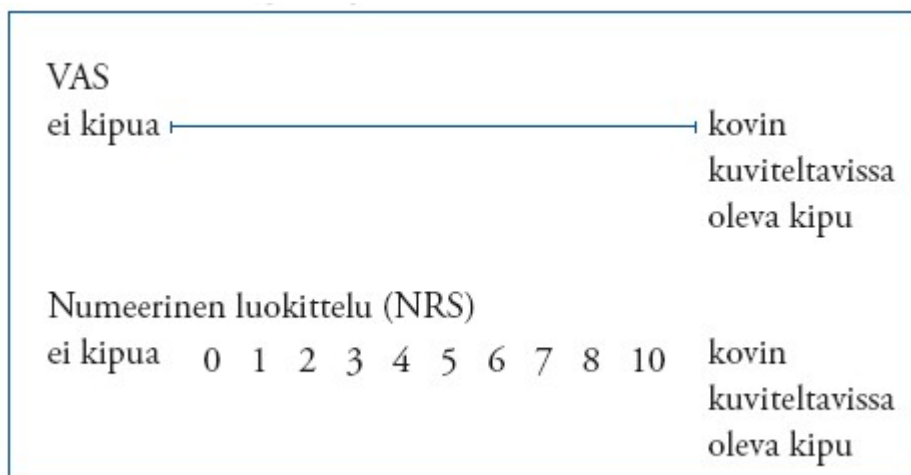 VAS
ei kipua kovin
kuviteltavissa
oleva kipu
Numeerinen luokittelu (NRS)
ei kipua 0 1 2 3 4 5 6 7 8 10 kovin
kuviteltavissa
oleva kipu